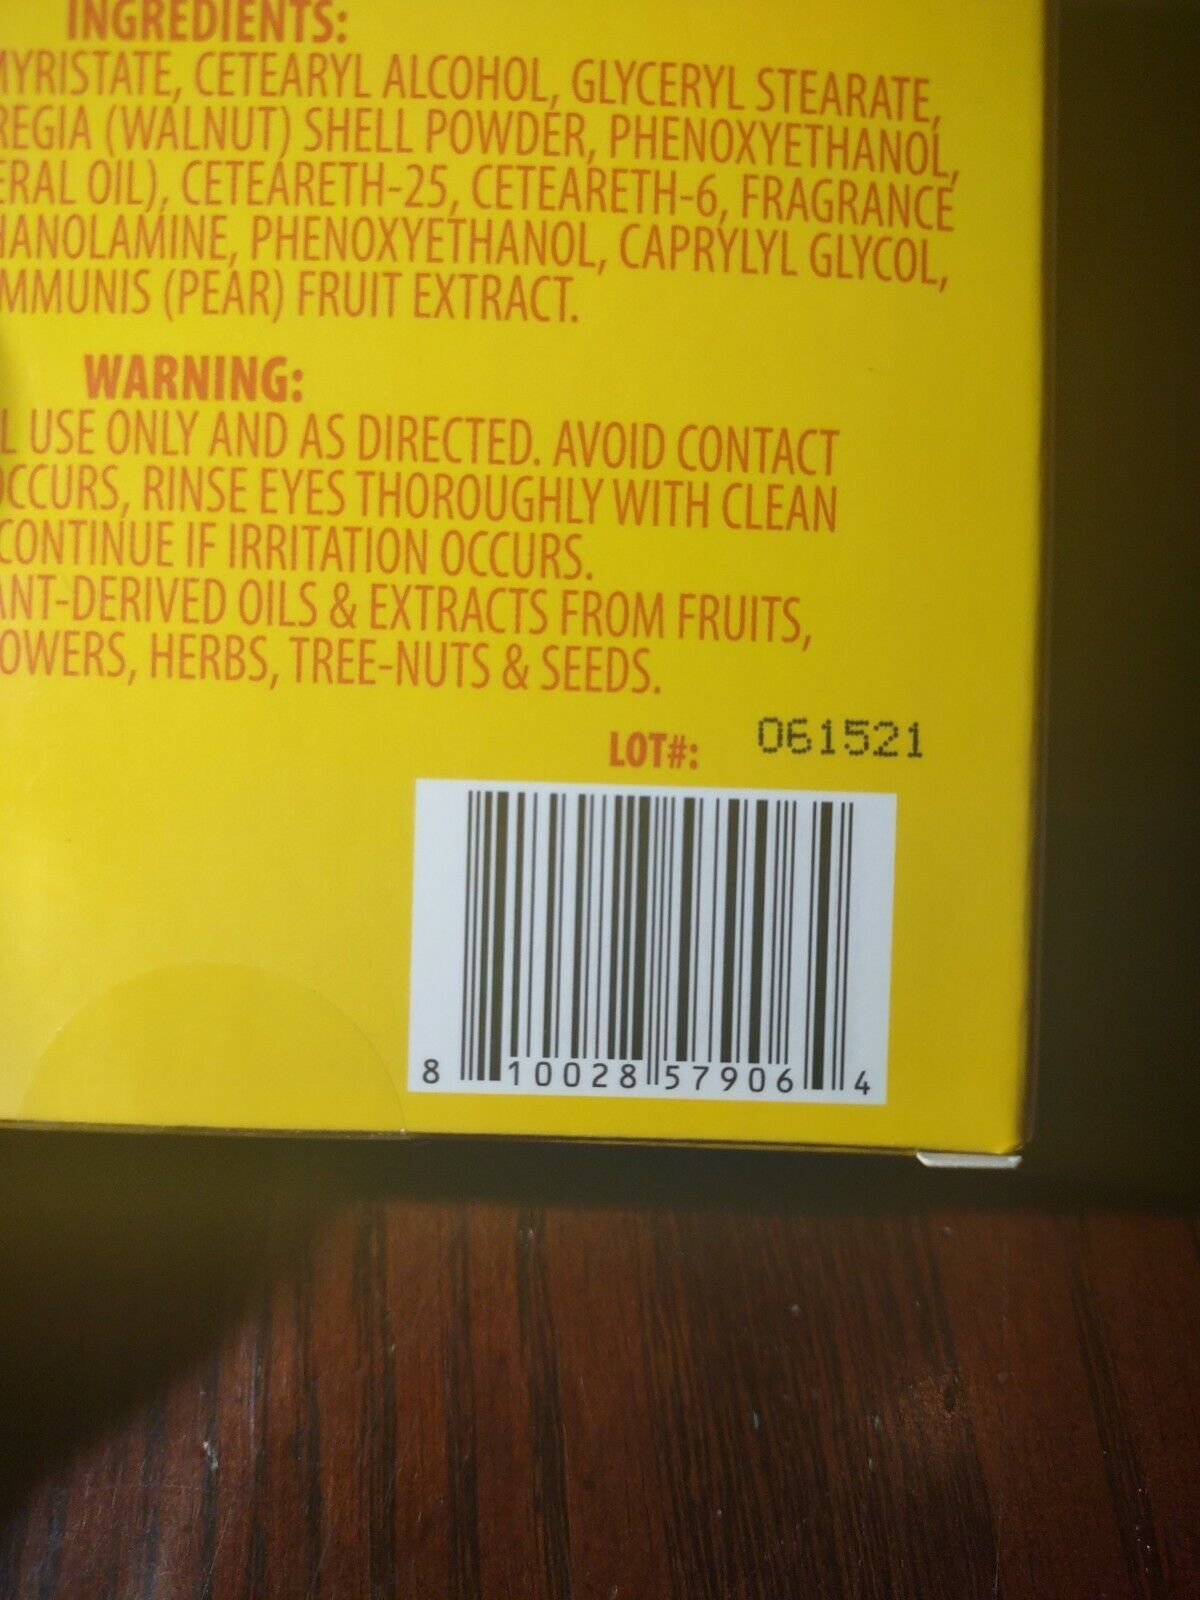 INGREDIENTS:
MYRISTATE, CETEARYL ALCOHOL, GLYCERYL STEARATE,
REGIA (WALNUT) SHELL POWDER, PHENOXYETHANOL,
ERAL OIL), CETEARETH-25, CETEARETH-6, FRAGRANCE
HANOLAMINE, PHENOXYETHANOL, CAPRYLYL GLYCOL,
MMUNIS (PEAR) FRUIT EXTRACT.
WARNING:
L USE ONLY AND AS DIRECTED. AVOID CONTACT
OCCURS, RINSE EYES THOROUGHLY WITH CLEAN
CONTINUE IF IRRITATION OCCURS.
ANT-DERIVED OILS & EXTRACTS FROM FRUITS,
OWERS, HERBS, TREE-NUTS & SEEDS.
LOT#: 061521
8 10028 57906 4